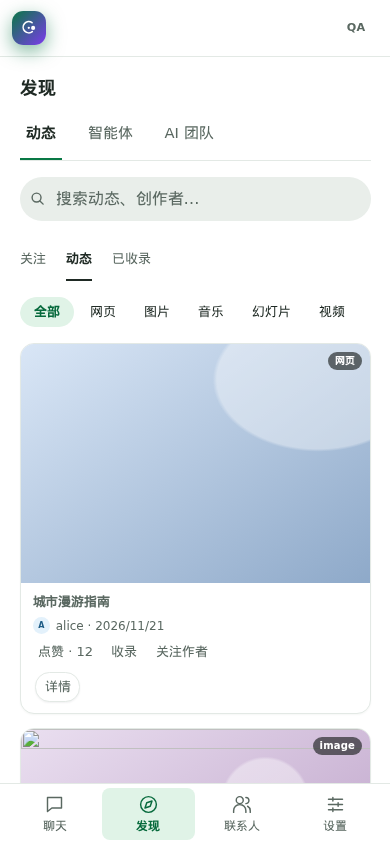 QA
发现
动态 智能体 AI 团队
搜索动态、创作者...
关注 动态 已收录
全部 网页 图片 音乐 幻灯片 视频
网页
城市漫游指南
A alice · 2026/11/21
点赞 · 12 收录 关注作者
详情
image
聊天 发现 联系人 设置